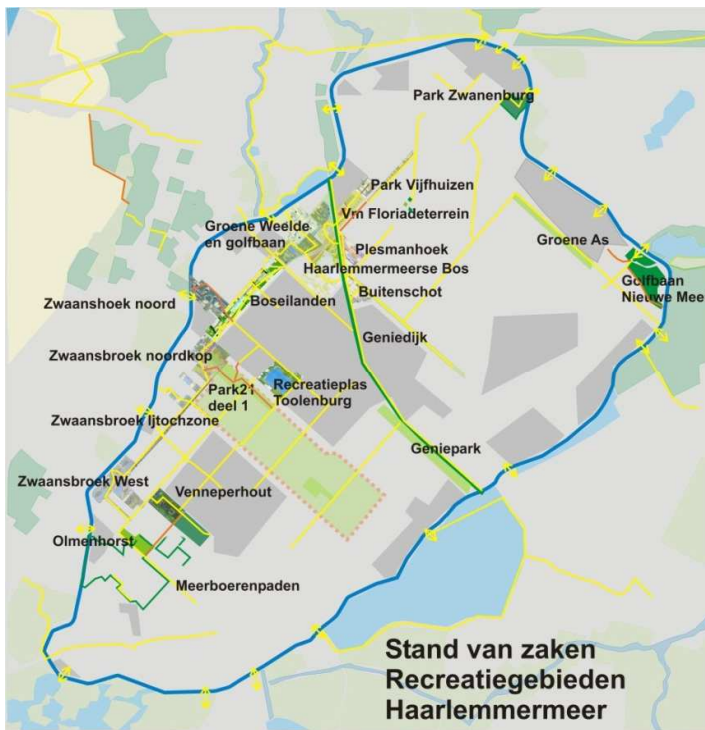 Park Zwanenburg
Park Vijfhuizen
Vm Floriadeterrein
Groene Weelde
en golfbaan
Plesmanhoek
Groene As
Haarlemmermeerse Bos
Golfbaan
Nieuwe Mee
Buitenschot
Zwaanshoek noord
Boseilanden
Geniedijk
Zwaansbroek noordkop
Recreatieplas
Toolenburg
Park21
deel 1
Zwaansbroek Ijtochzone
Geniepark
Zwaansbroek West
Venneperhout
Olmenhorst
Meerboerenpaden
Stand van zaken
Recreatiegebieden
Haarlemmermeer